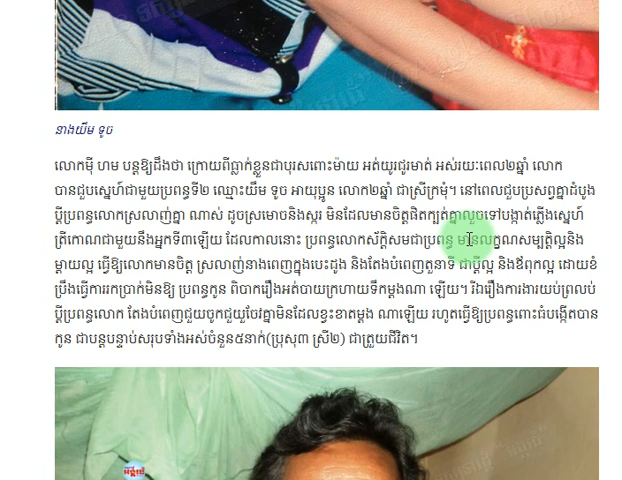 នាងយ៉ឹម ទូច
លោកម៉ី ហម បន្តឱ្យដឹងថា ក្រោយពីធ្លាក់ខ្លួនជាបុរសពោះម៉ាយ អត់យូរជូរមាត់ អស់រយៈពេល២ឆ្នាំ លោក
បានជួបស្នេហ៍ជាមួយប្រពន្ធទី២ ឈ្មោះយឹម ទូច អាយុប្អូន លោក២ឆ្នាំ ជាស្រីក្រមុំ។ នៅពេលជួបប្រសព្វគ្នាដំបូង
ប្តីប្រពន្ធលោកស្រលាញ់គ្នា ណាស់ ដូចស្រមោចនិងស្ករ មិនដែលមានចិត្តផិតក្បត់គ្នាលួចទៅបង្កាត់ភ្លើងស្នេហ៍
ត្រីកោណជាមួយនឹងអ្នកទី៣ឡើយ ដែលកាលនោះ ប្រពន្ធលោកស័ក្តិសមជាប្រពន្ធ មានលក្ខណសម្បត្តិល្អនិង
ម្តាយល្អ ធ្វើឱ្យលោកមានចិត្ត ស្រលាញ់នាងពេញក្នុងបេះដូង និងតែងបំពេញតួនាទី ជាប្តីល្អ និងឪពុកល្អ ដោយខំ
ប្រឹងធ្វើការរកប្រាក់មិនឱ្យ ប្រពន្ធកូន ពិបាករឿងអត់បាយក្រហាយទឹកម្តងណា ឡើយ។ រីឯរឿងការងារយប់ព្រលប់
ប្តីប្រពន្ធលោក តែងបំពេញជួយចូកជួយចែវគ្នាមិនដែលខ្វះខាតម្តង ណាឡើយ រហូតធ្វើឱ្យប្រពន្ធពោះធំបង្កើតបាន
កូន ជាបន្តបន្ទាប់សរុបទាំងអស់ចំនួន៥នាក់(ប្រុស៣ ស្រី២) ជាត្រួយជីវិត។